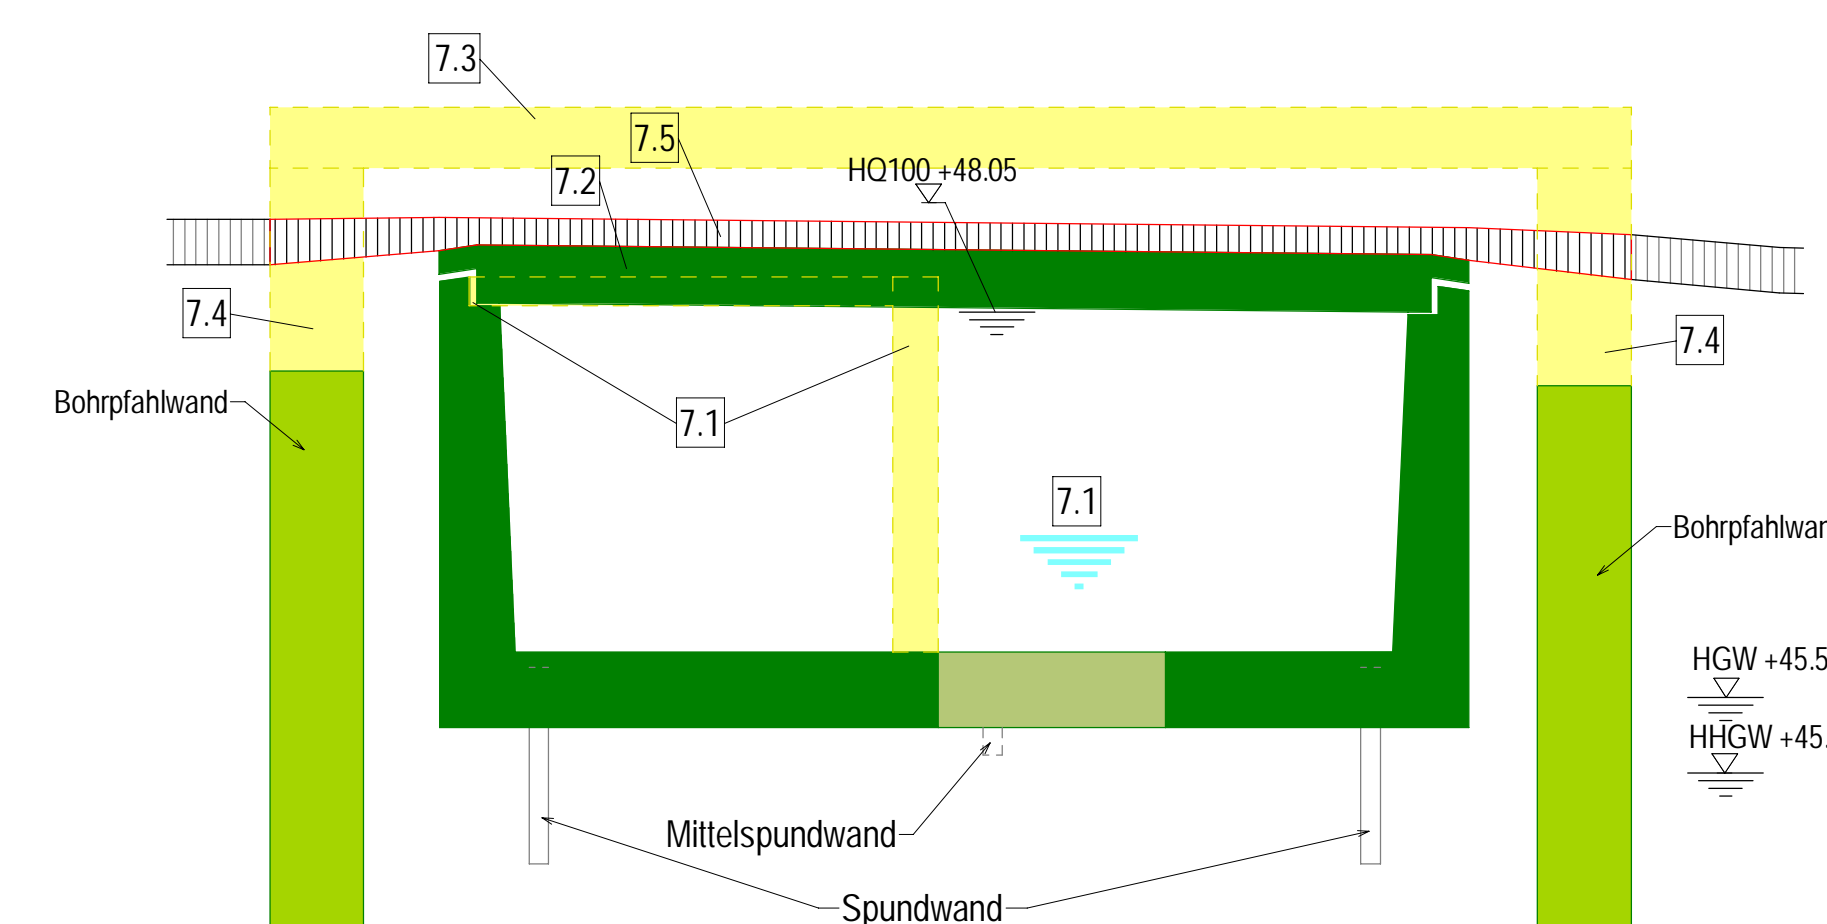 7.3
7.5
HQ100 +48.05
7.2
7.4
7.4
Bohrpfahlwand
7.1
7.1
Bohrpfahlwan
HGW +45.5
HHGW +45.
Mittelspundwand
Spundwand